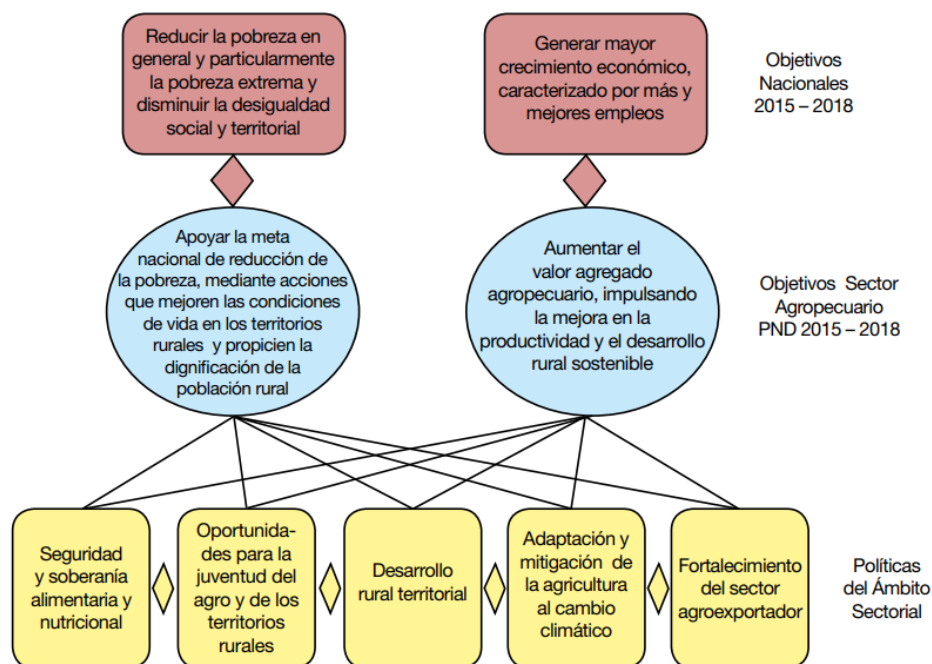 Reducir la pobreza en
general y particularmente
la pobreza extrema y
disminuir la desigualdad
social y territorial
Generar mayor
crecimiento económico,
caracterizado por más y
mejores empleos
Objetivos
Nacionales
2015 – 2018
Apoyar la meta
nacional de reducción de
la pobreza, mediante acciones
que mejoren las condiciones
de vida en los territorios
rurales y propicien la
dignificación de la
población rural
Aumentar el
valor agregado
agropecuario, impulsando
la mejora en la
productividad y el desarrollo
rural sostenible
Objetivos Sector
Agropecuario
PND 2015 – 2018
Seguridad
y soberanía
alimentaria y
nutricional
Oportunida-
des para la
juventud del
agro y de los
territorios
rurales
Desarrollo
rural territorial
Adaptación y
mitigación de
la agricultura
al cambio
climático
Fortalecimiento
del sector
agroexportador
Políticas
del Ámbito
Sectorial